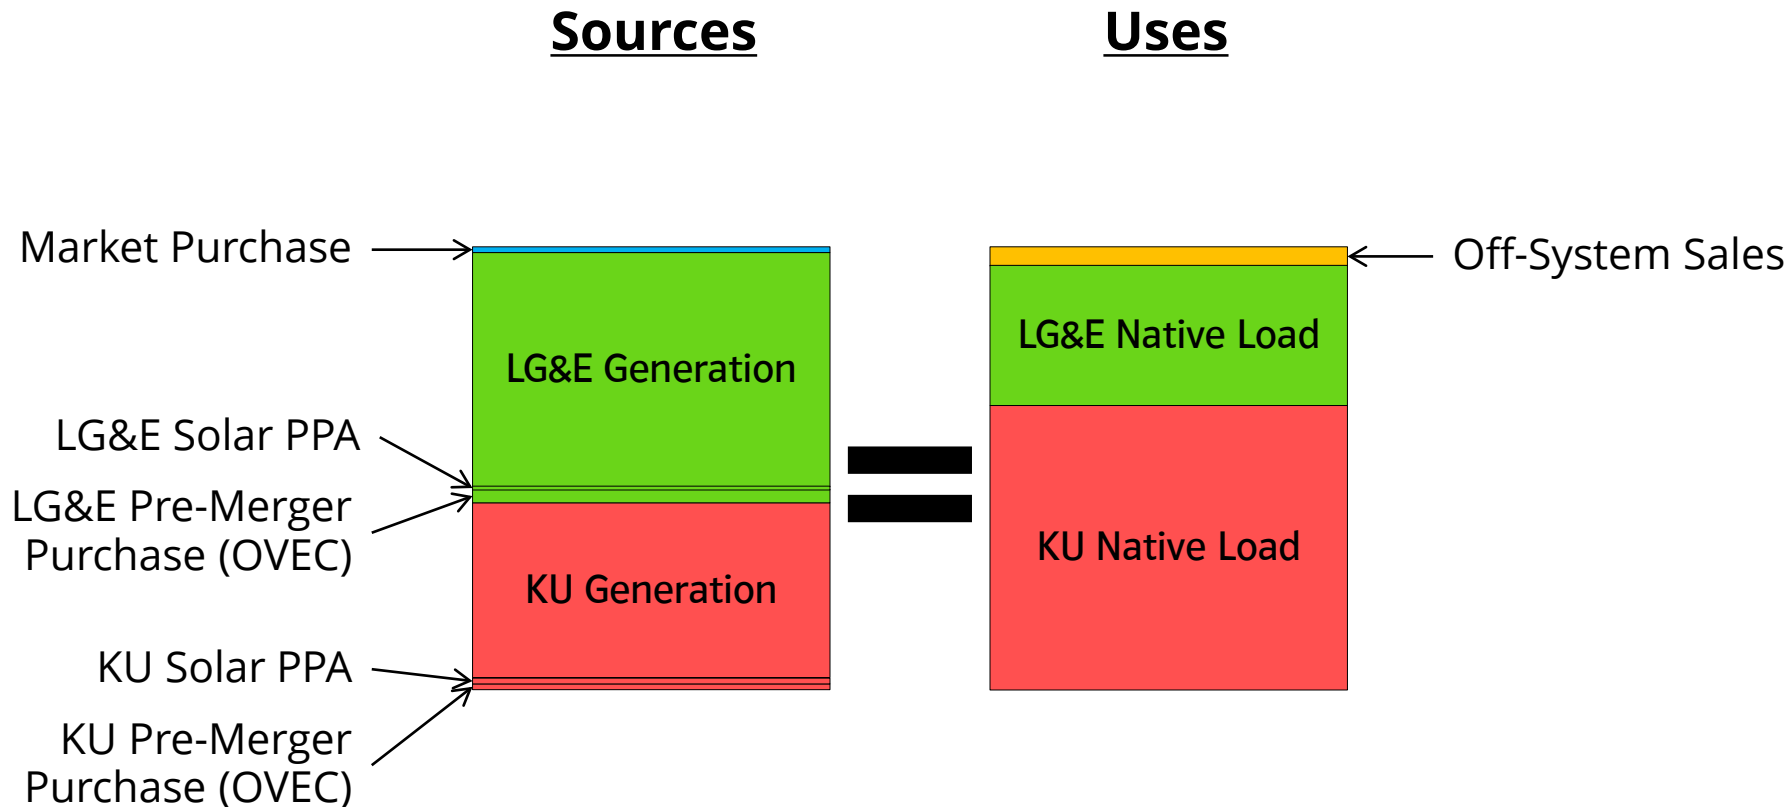 Sources
Uses
Market Purchase
Off-System Sales
LG&E Generation
LG&E Native Load
LG&E Solar PPA
LG&E Pre-Merger
Purchase (OVEC)
KU Generation
KU Native Load
KU Solar PPA
KU Pre-Merger
Purchase (OVEC)